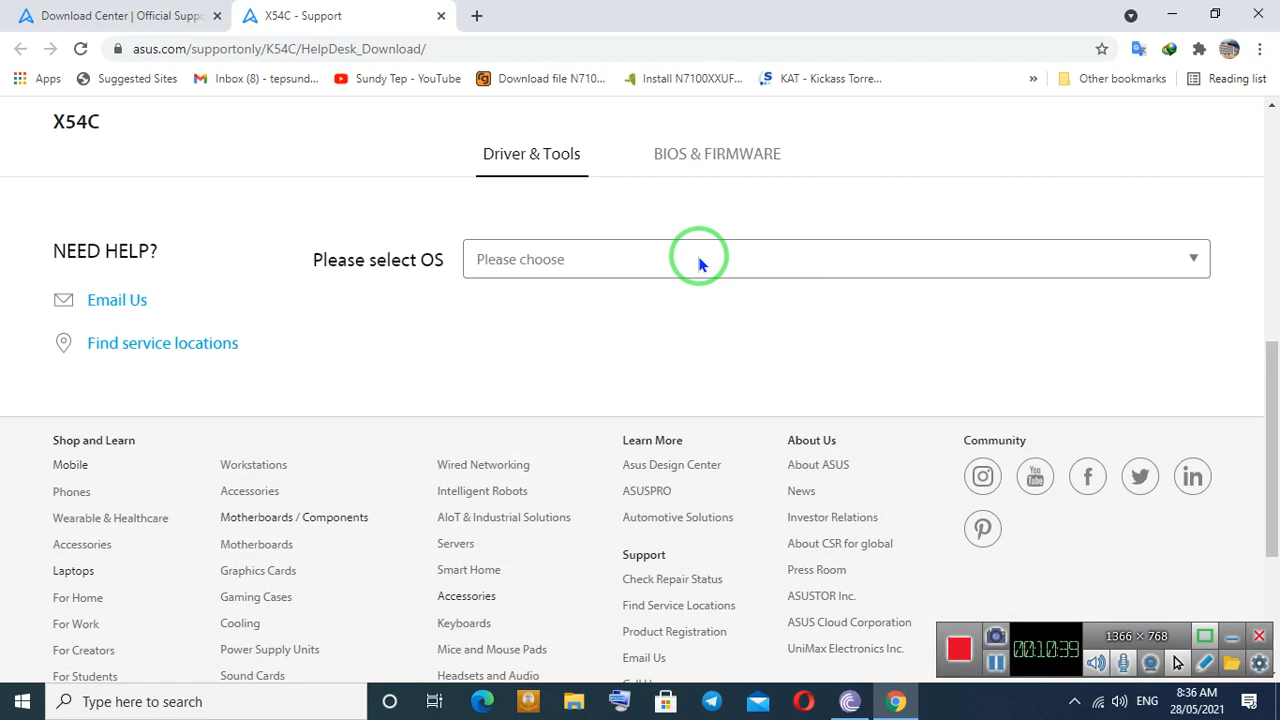 Download Center | Official Suppo
X54C - Support
asus.com/supportonly/K54C/HelpDesk_Download/
Apps
Suggested Sites
Inbox (8) - tepsund...
Sundy Tep - YouTube
Download file N710...
Install N7100XXUF...
KAT - Kickass Torre...
»
Other bookmarks
Reading list
X54C
Driver & Tools
BIOS & FIRMWARE
NEED HELP?
Please select OS
Please choose
Email Us
Find service locations
Shop and Learn
Mobile
Phones
Wearable & Healthcare
Accessories
Laptops
For Home
For Work
For Creators
For Students
Workstations
Accessories
Motherboards / Components
Motherboards
Graphics Cards
Gaming Cases
Cooling
Power Supply Units
Sound Cards
Wired Networking
Intelligent Robots
AIoT & Industrial Solutions
Servers
Smart Home
Accessories
Keyboards
Mice and Mouse Pads
Headsets and Audio
Learn More
Asus Design Center
ASUSPRO
Automotive Solutions
Support
Check Repair Status
Find Service Locations
Product Registration
Email Us
About Us
About ASUS
News
Investor Relations
About CSR for global
Press Room
ASUSTOR Inc.
ASUS Cloud Corporation
UniMax Electronics Inc.
Community
You
Tube
1366 × 768
00:10:39
Type here to search
ENG
8:36 AM
28/05/2021